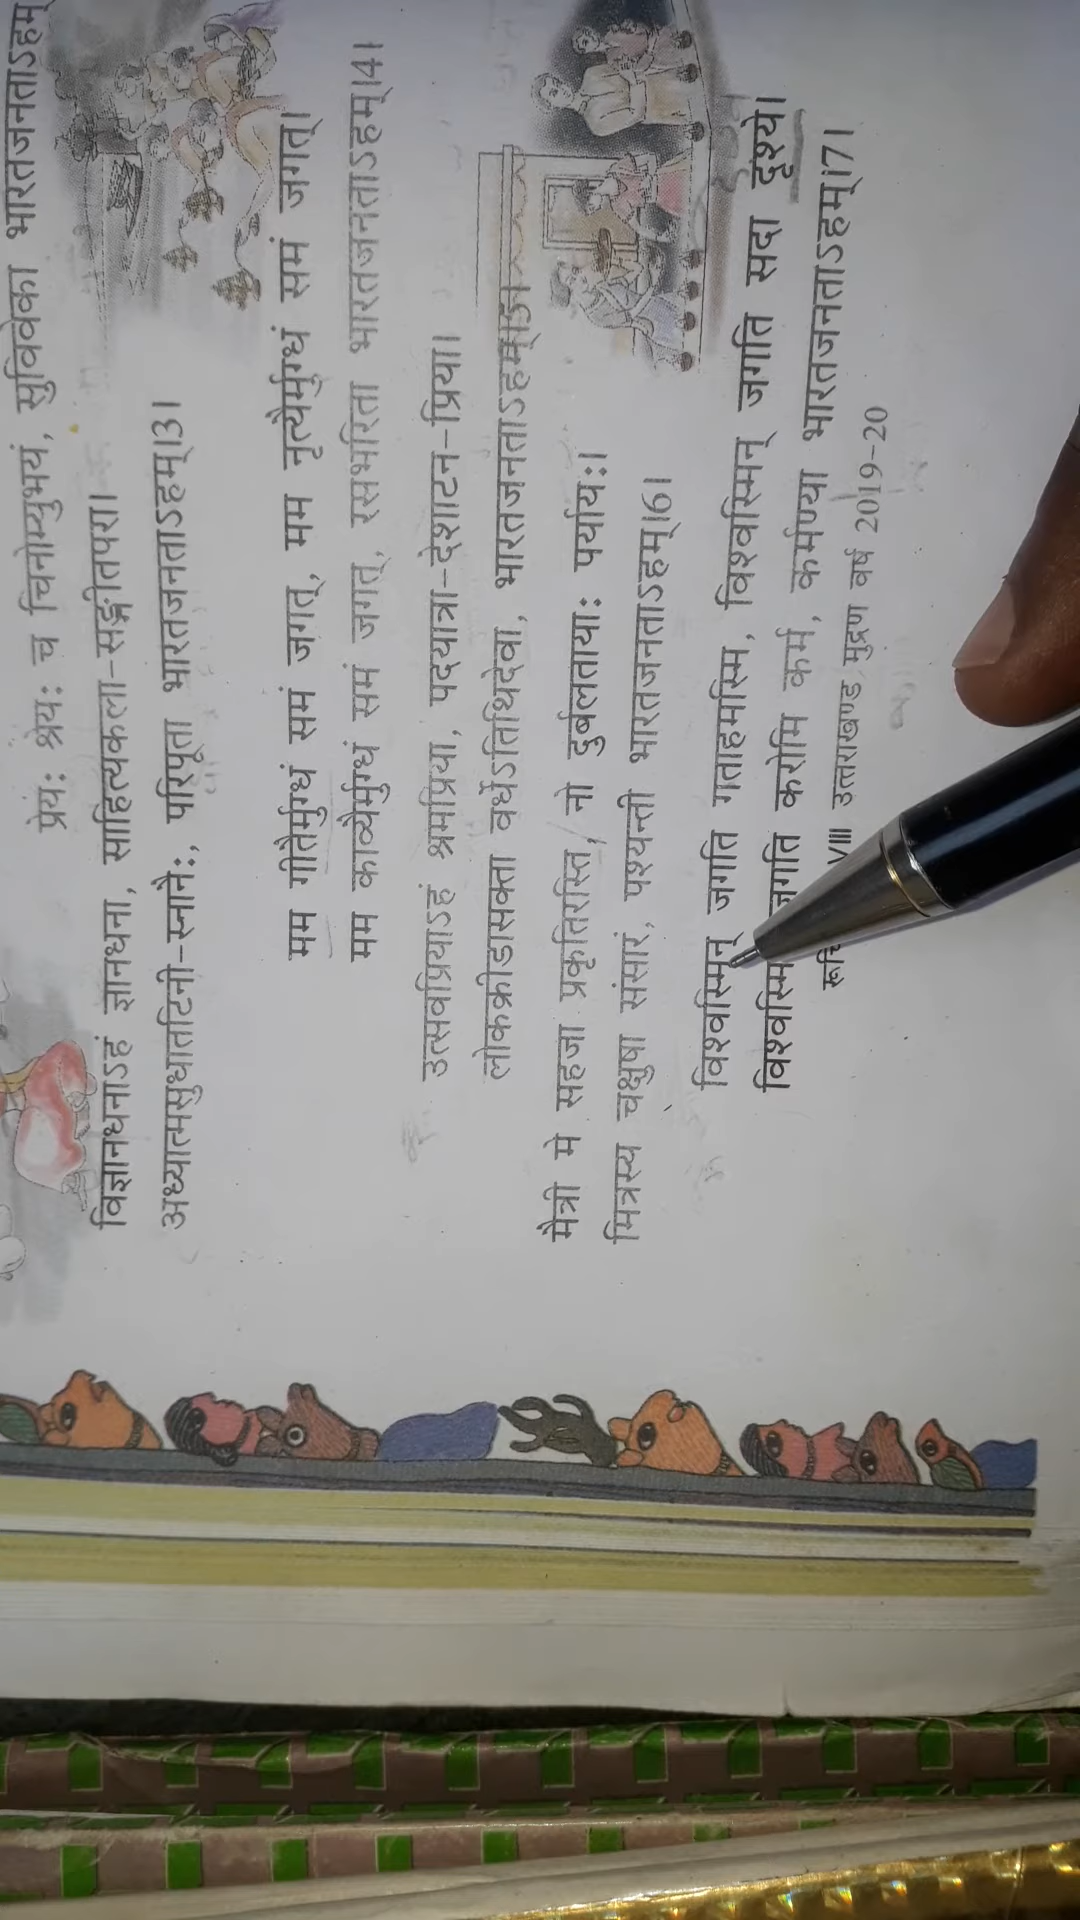 प्रेयः श्रेयः च चिनोम्युभयं, सुविवेका भारतजनताऽहम्
विज्ञानधनाऽहं ज्ञानधना, साहित्यकला-सङ्गीतपरा।
अध्यात्मसुधातटिनी-स्नानैः, परिपूता भारतजनताऽहम्।3।
मम गीतैर्मुग्धं समं जगत्, मम नृत्यैर्मुग्धं समं जगत्।
मम काव्यैर्मुग्धं समं जगत्, रसभरिता भारतजनताऽहम्।4।
उत्सवप्रियाऽहं श्रमप्रिया, पदयात्रा-देशाटन-प्रिया।
लोकक्रीडासक्ता वर्धेऽतिथिदेवा, भारतजनताऽहम्।5।
मैत्री मे सहजा प्रकृतिरस्ति, नो दुर्बलतायाः पर्यायः।
मित्रस्य चक्षुषा संसारं, पश्यन्ती भारतजनताऽहम्।6।
विश्वस्मिन् जगति गताहमस्मि, विश्वस्मिन् जगति सदा दृश्ये।
विश्वस्मि जगति करोमि कर्म, कर्मण्या भारतजनताऽहम्।7।
VIII उत्तराखण्ड, मुद्रण वर्ष 2019-20